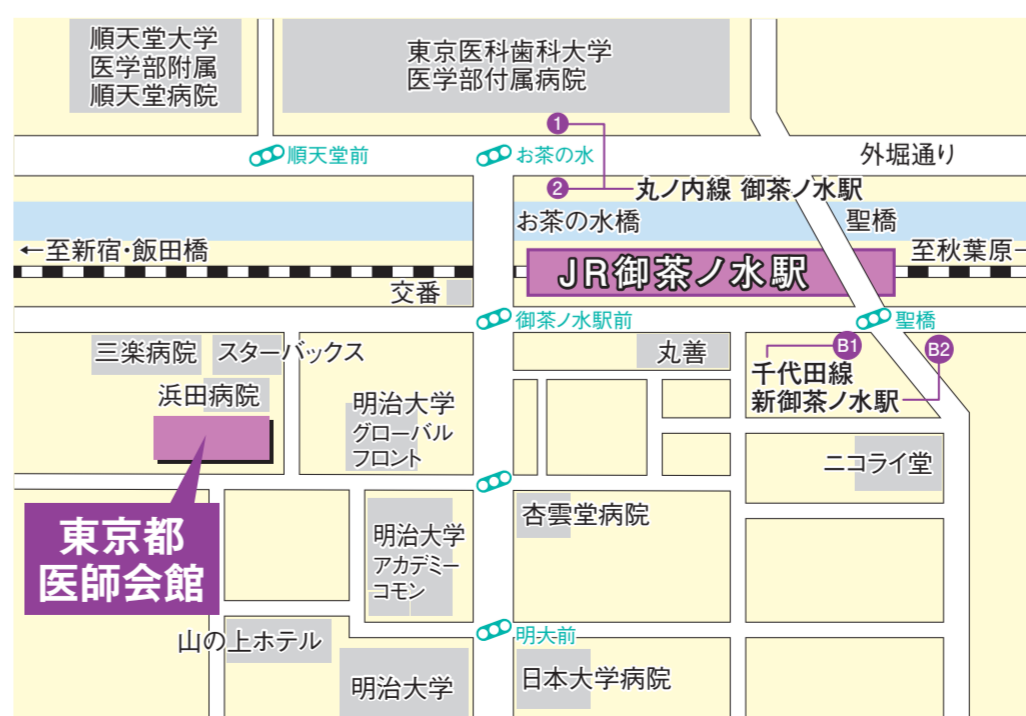 順天堂大学
医学部附属
順天堂病院
東京医科歯科大学
医学部付属病院
1
順天堂前
お茶の水
外堀通り
2
丸ノ内線 御茶ノ水駅
お茶の水橋
聖橋
←至新宿・飯田橋
至秋葉原
JR御茶ノ水駅
交番
御茶ノ水駅前
聖橋
三楽病院
スターバックス
丸善
B1
B2
千代田線
新御茶ノ水駅
浜田病院
明治大学
グローバル
フロント
ニコライ堂
東京都
医師会館
杏雲堂病院
明治大学
アカデミー
コモン
山の上ホテル
明大前
明治大学
日本大学病院